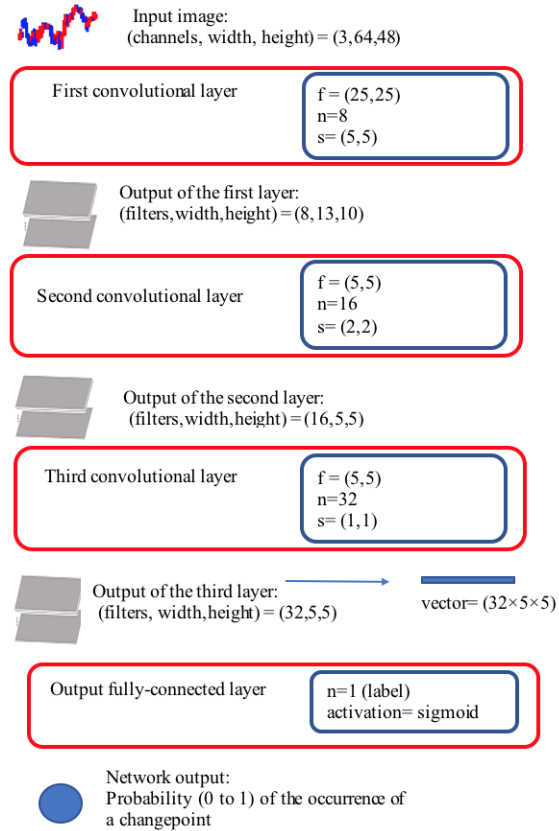 Input image:
(channels, width, height) = (3,64,48)
First convolutional layer
f = (25,25)
n=8
s= (5,5)
Output of the first layer:
(filters,width,height) = (8,13,10)
Second convolutional layer
f = (5,5)
n=16
s= (2,2)
Output of the second layer:
(filters,width,height) = (16,5,5)
Third convolutional layer
f = (5,5)
n=32
s= (1,1)
Output of the third layer:
(filters, width,height) = (32,5,5)
vector= (32×5×5)
Output fully-connected layer
n=1 (label)
activation= sigmoid
Network output:
Probability (0 to 1) of the occurrence of
a changepoint